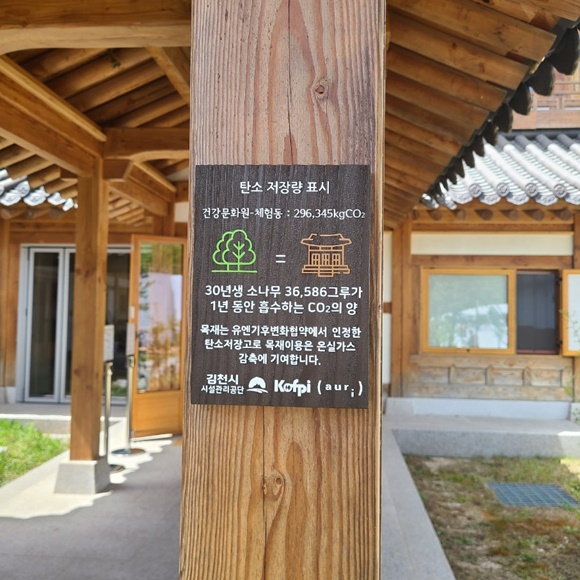 탄소 저장량 표시
건강문화원-체험동 : 296,345kgCO₂
=
30년생 소나무 36,586그루가
1년 동안 흡수하는 CO₂의 양
목재는 유엔기후변화협약에서 인정한
탄소저장고로 목재이용은 온실가스
감축에 기여합니다.
김천시
시설관리공단 Kofpi (auri)